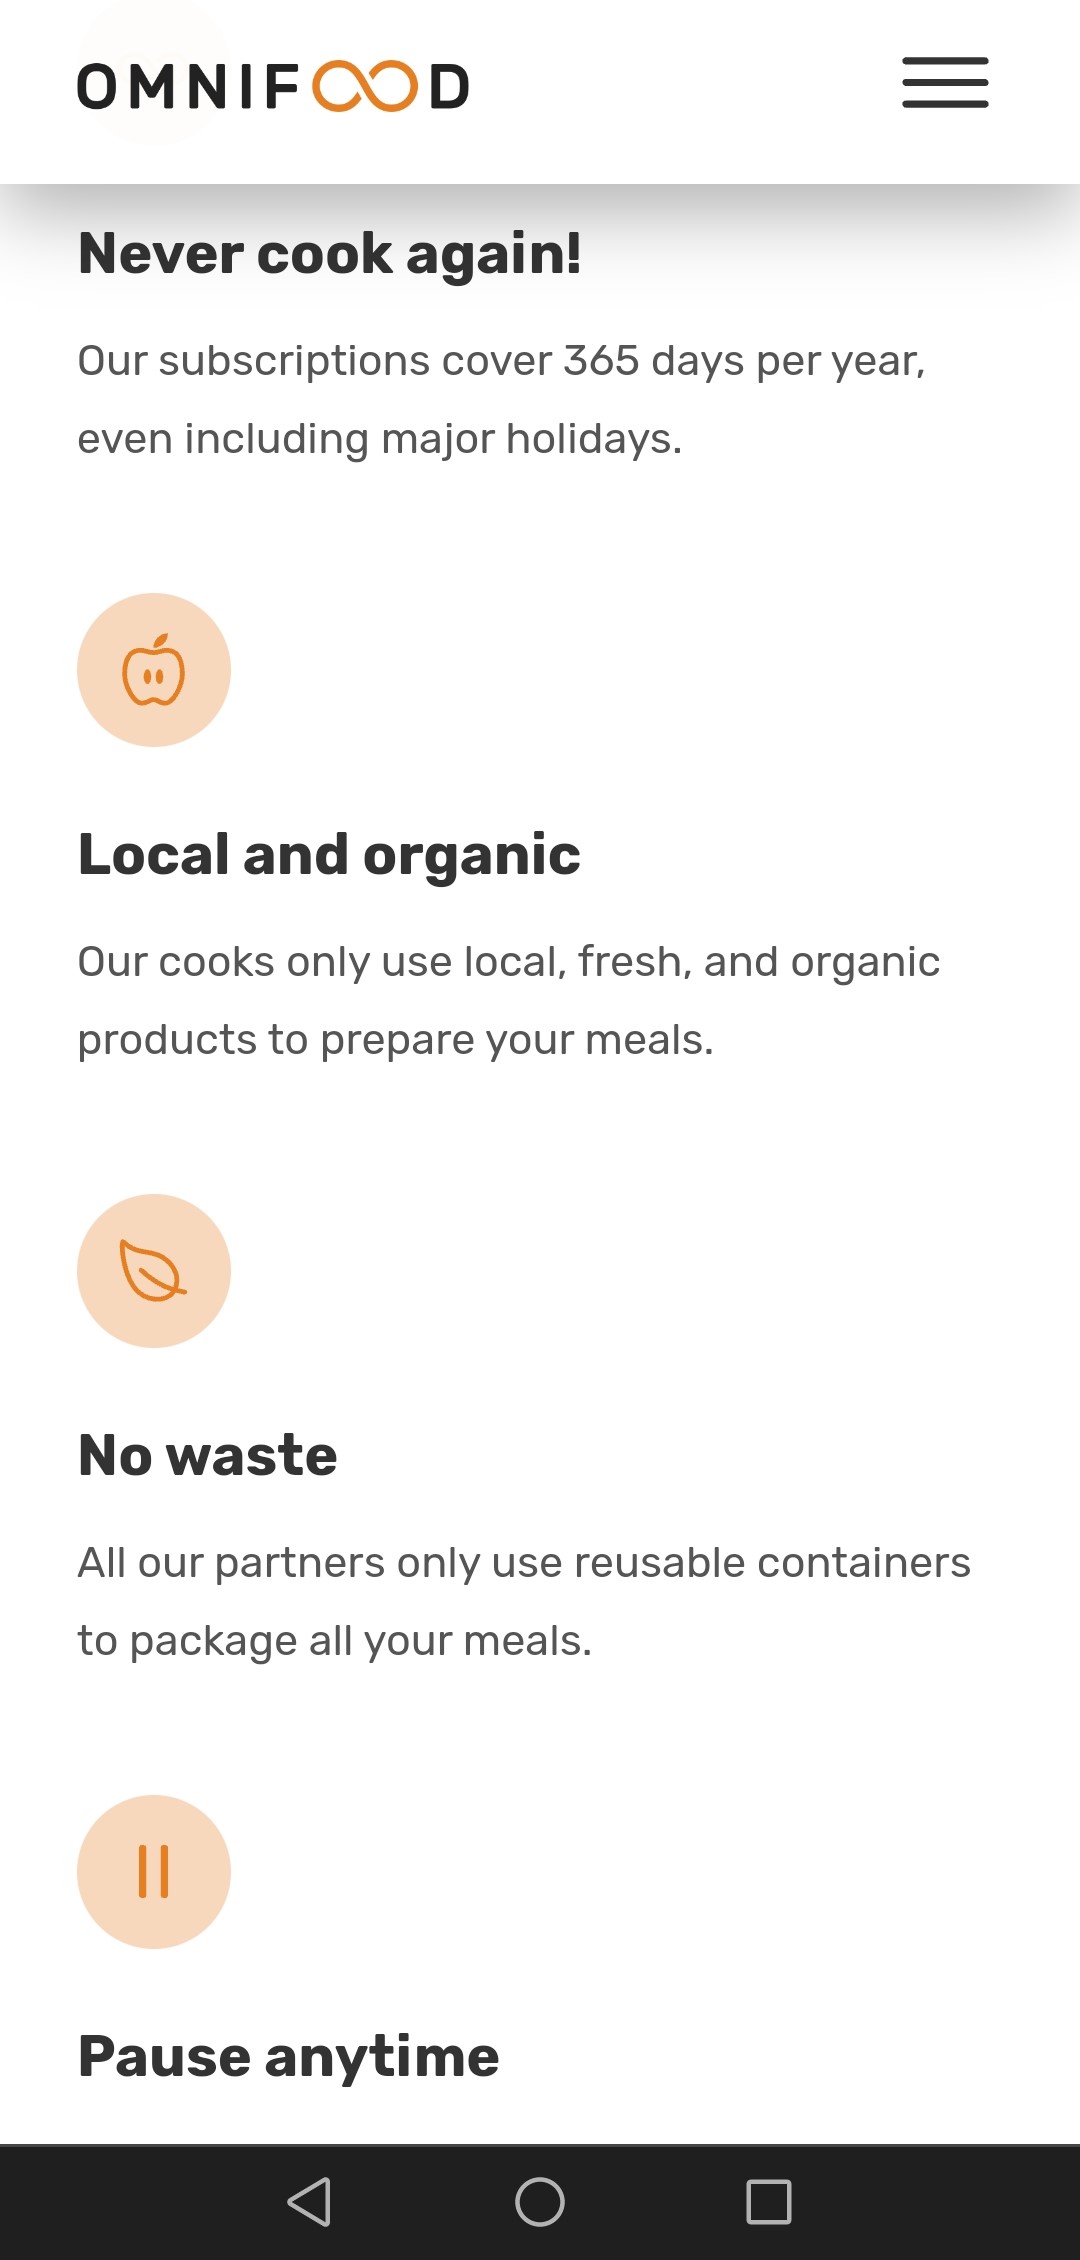 OMNIFOOD
Never cook again!
Our subscriptions cover 365 days per year,
even including major holidays.
Local and organic
Our cooks only use local, fresh, and organic
products to prepare your meals.
No waste
All our partners only use reusable containers
to package all your meals.
Pause anytime